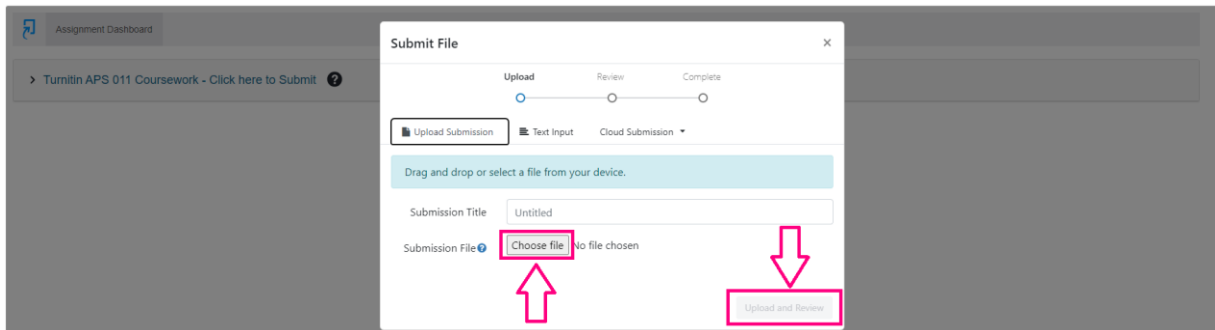 Assignment Dashboard
Turnitin APS 011 Coursework - Click here to Submit ?
Submit File ×
Upload Review Complete
Upload Submission Text Input Cloud Submission
Drag and drop or select a file from your device.
Submission Title Untitled
Submission File ? Choose file No file chosen
Upload and Review